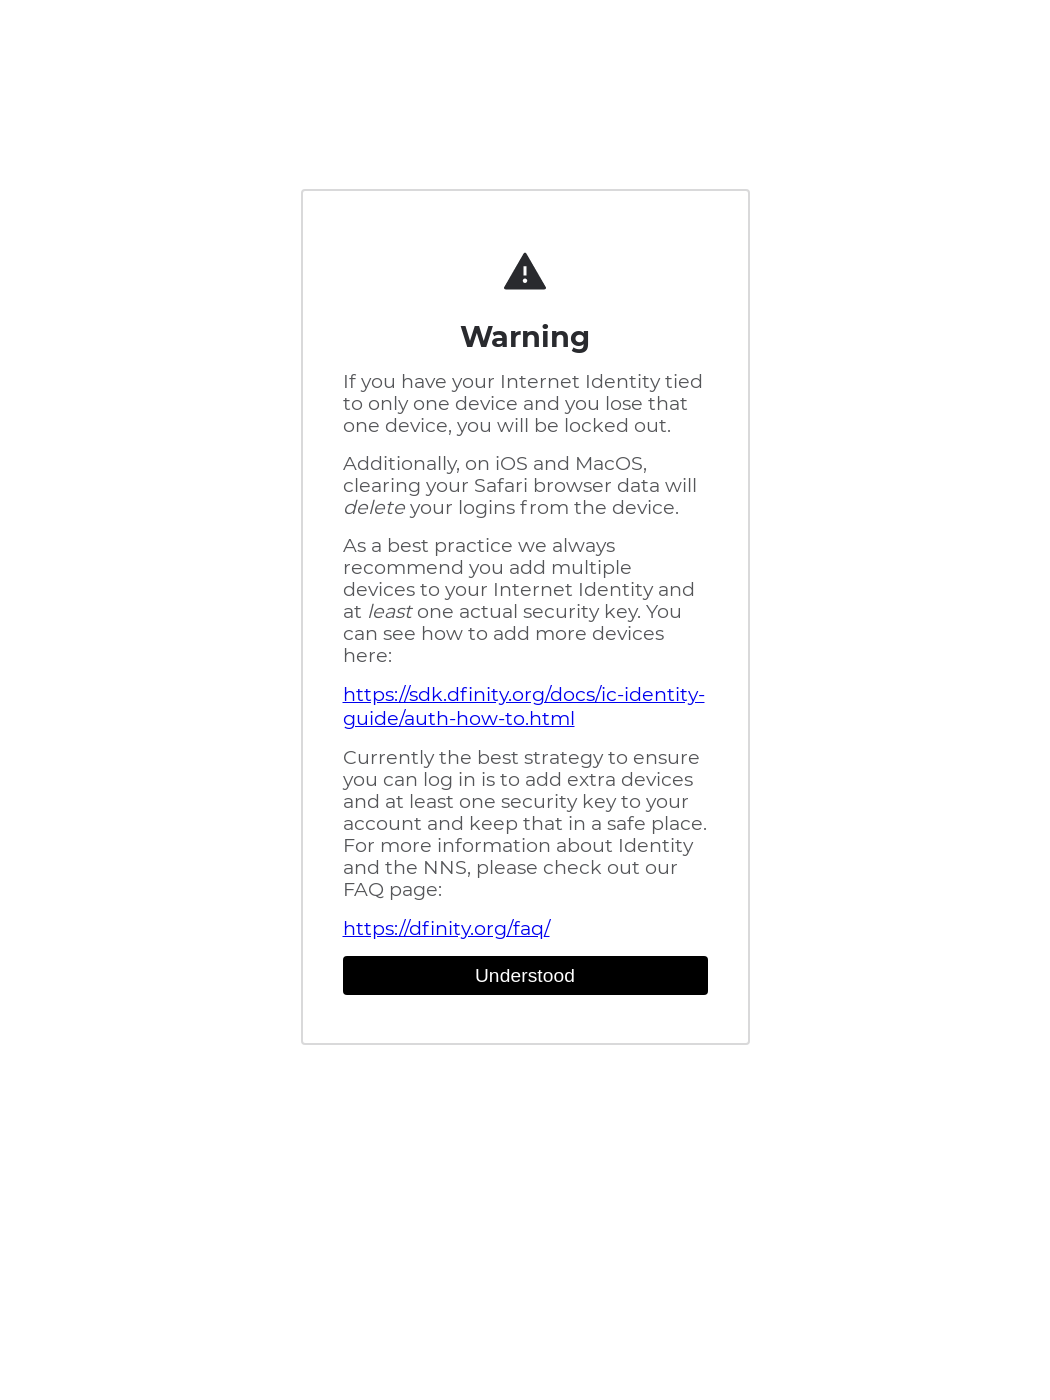 Warning
If you have your Internet Identity tied
to only one device and you lose that
one device, you will be locked out.
Additionally, on iOS and MacOS,
clearing your Safari browser data will
delete your logins from the device.
As a best practice we always
recommend you add multiple
devices to your Internet Identity and
at least one actual security key. You
can see how to add more devices
here:
https://sdk.dfinity.org/docs/ic-identity-
guide/auth-how-to.html
Currently the best strategy to ensure
you can log in is to add extra devices
and at least one security key to your
account and keep that in a safe place.
For more information about Identity
and the NNS, please check out our
FAQ page:
https://dfinity.org/faq/
Understood